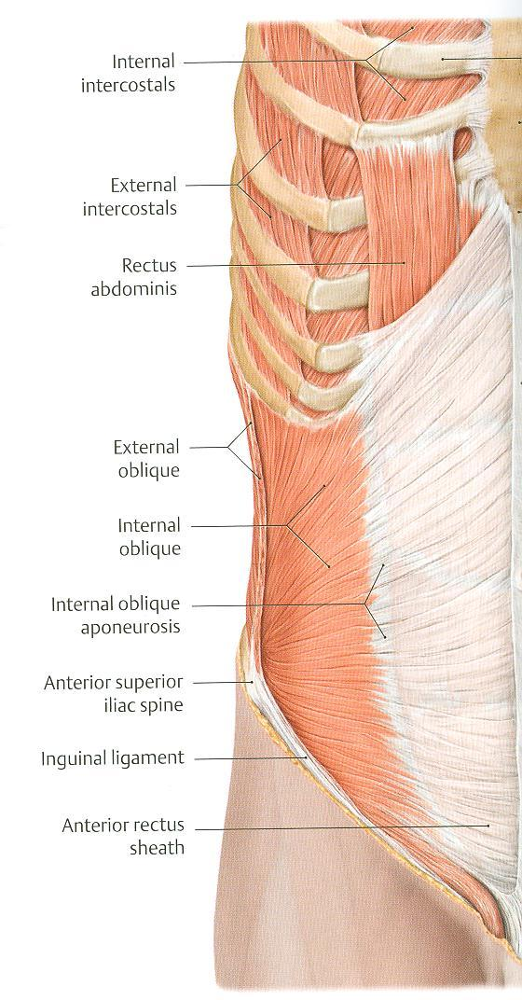 Internal
intercostals
External
intercostals
Rectus
abdominis
External
oblique
Internal
oblique
Internal oblique
aponeurosis
Anterior superior
iliac spine
Inguinal ligament
Anterior rectus
sheath